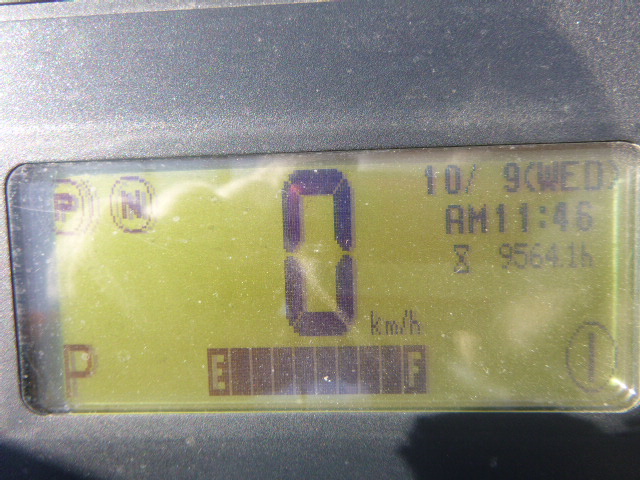 P N 0 10/ 9(WED)
AM11:46
9564.1h
km/h
P E F